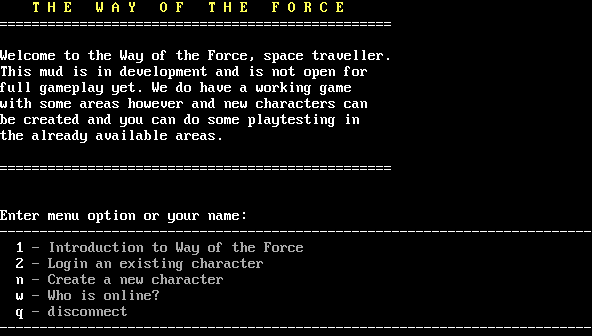 T H E   W A Y   O F   T H E   F O R C E
=================================================
Welcome to the Way of the Force, space traveller.
This mud is in development and is not open for
full gameplay yet. We do have a working game
with some areas however and new characters can
be created and you can do some playtesting in
the already available areas.
=================================================
Enter menu option or your name:
--------------------------------------------------------------------------
1 - Introduction to Way of the Force
2 - Login an existing character
n - Create a new character
w - Who is online?
q - disconnect
--------------------------------------------------------------------------